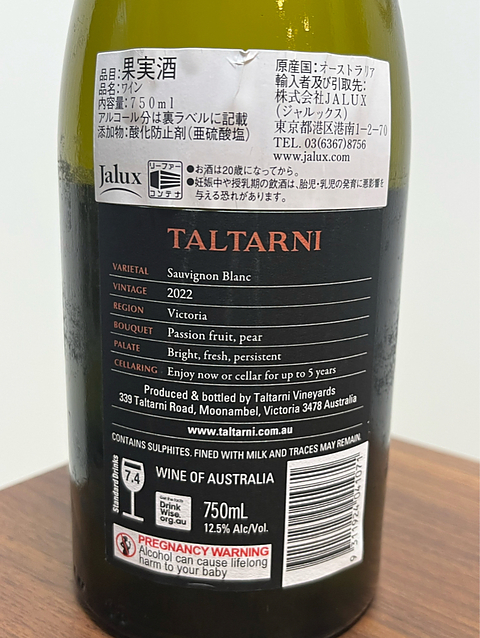 品目:果実酒
品名:ワイン
内容量:750ml
アルコール分は裏ラベルに記載
添加物:酸化防止剤(亜硫酸塩)
原産国:オーストラリア
輸入者及び引取先:
株式会社JALUX
(ジャルックス)
東京都港区港南1-2-70
TEL. 03(6367)8756
www.jalux.com
Jalux
リーファー
コンテナ
●お酒は20歳になってから。
●妊娠中や授乳期の飲酒は、胎児・乳児の発育に悪影響を
与える恐れがあります。
TALTARNI
VARIETAL Sauvignon Blanc
VINTAGE 2022
REGION Victoria
BOUQUET Passion fruit, pear
PALATE Bright, fresh, persistent
CELLARING Enjoy now or cellar for up to 5 years
Produced & bottled by Taltarni Vineyards
339 Taltarni Road, Moonambel, Victoria 3478 Australia
www.taltarni.com.au
CONTAINS SULPHITES. FINED WITH MILK AND TRACES MAY REMAIN.
Standard Drinks
7.4
WINE OF AUSTRALIA
Get the facts
Drink
Wise.
org.au
750mL
12.5% Alc/Vol.
PREGNANCY WARNING
Alcohol can cause lifelong
harm to your baby
9 311924 041071